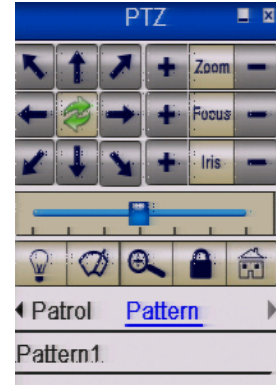 PTZ
+ Zoom −
+ Focus −
+ Iris −
Patrol Pattern
Pattern1